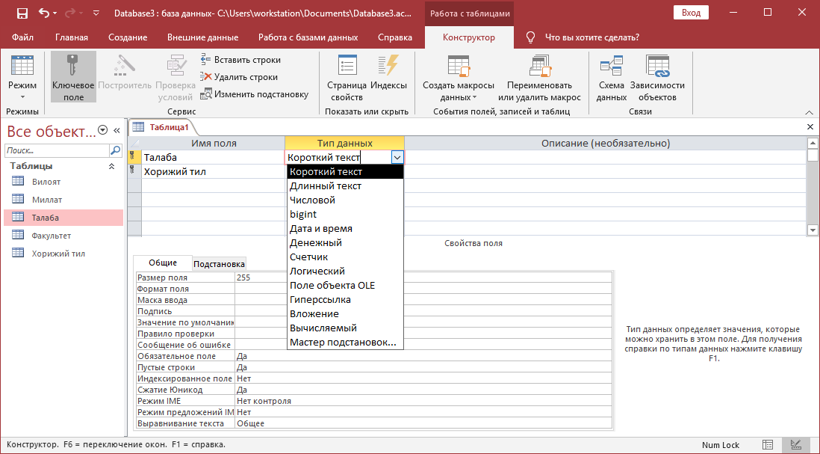 Database3 : база данных- C:\Users\workstation\Documents\Database3.ac...
Работа с таблицами
Вход
Файл Главная Создание Внешние данные Работа с базами данных Справка Конструктор Что вы хотите сделать?
Режим
Ключевое поле
Построитель
Проверка условий
Вставить строки
Удалить строки
Изменить подстановку
Страница свойств
Индексы
Создать макросы данных
Переименовать или удалить макрос
Схема данных
Зависимости объектов
Режимы Сервис Показать или скрыть События полей, записей и таблиц Связи
Все объект...
Поиск...
Таблицы
Вилоят
Миллат
Талаба
Факультет
Хорижий тил
Таблица1
Имя поля Тип данных Описание (необязательно)
Талаба Короткий текст
Хорижий тил
Короткий текст
Длинный текст
Числовой
bigint
Дата и время
Денежный
Счетчик
Логический
Поле объекта OLE
Гиперссылка
Вложение
Вычисляемый
Мастер подстановок...
Свойства поля
Общие Подстановка
Размер поля 255
Формат поля
Маска ввода
Подпись
Значение по умолчани
Правило проверки
Сообщение об ошибке
Обязательное поле Да
Пустые строки Да
Индексированное поле Нет
Сжатие Юникод Да
Режим IME Нет контроля
Режим предложений IM Нет
Выравнивание текста Общее
Тип данных определяет значения, которые
можно хранить в этом поле. Для получения
справки по типам данных нажмите клавишу
F1.
Конструктор. F6 = переключение окон. F1 = справка.
Num Lock